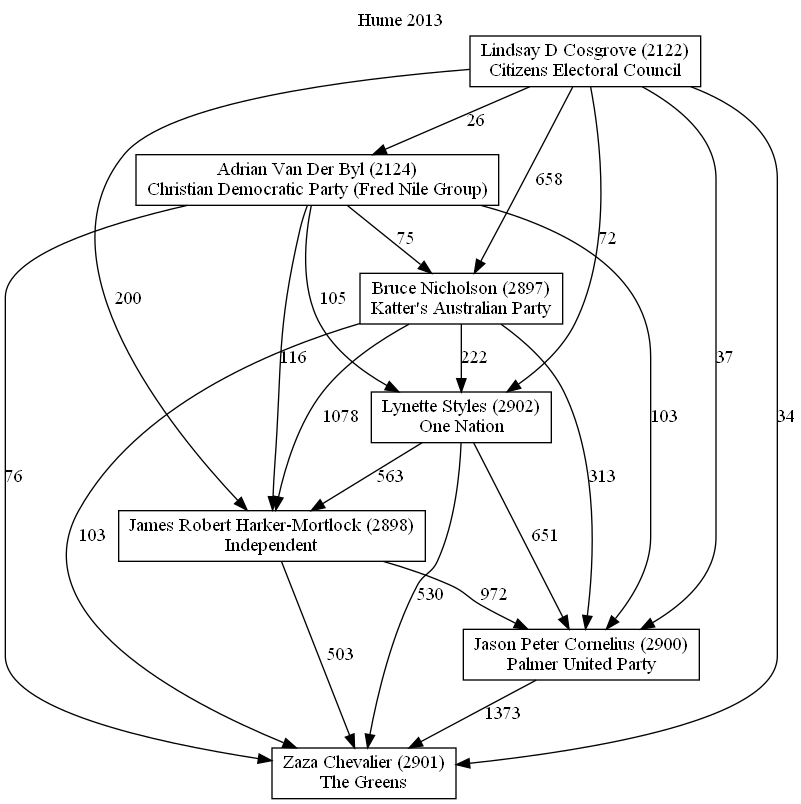 Hume 2013
Lindsay D Cosgrove (2122)
Citizens Electoral Council
26
Adrian Van Der Byl (2124)
Christian Democratic Party (Fred Nile Group)
658
75
72
Bruce Nicholson (2897)
Katter's Australian Party
200
105
116
222
37
Lynette Styles (2902)
One Nation
1078
103
34
76
563
313
James Robert Harker-Mortlock (2898)
Independent
103
651
530
972
Jason Peter Cornelius (2900)
Palmer United Party
503
1373
Zaza Chevalier (2901)
The Greens